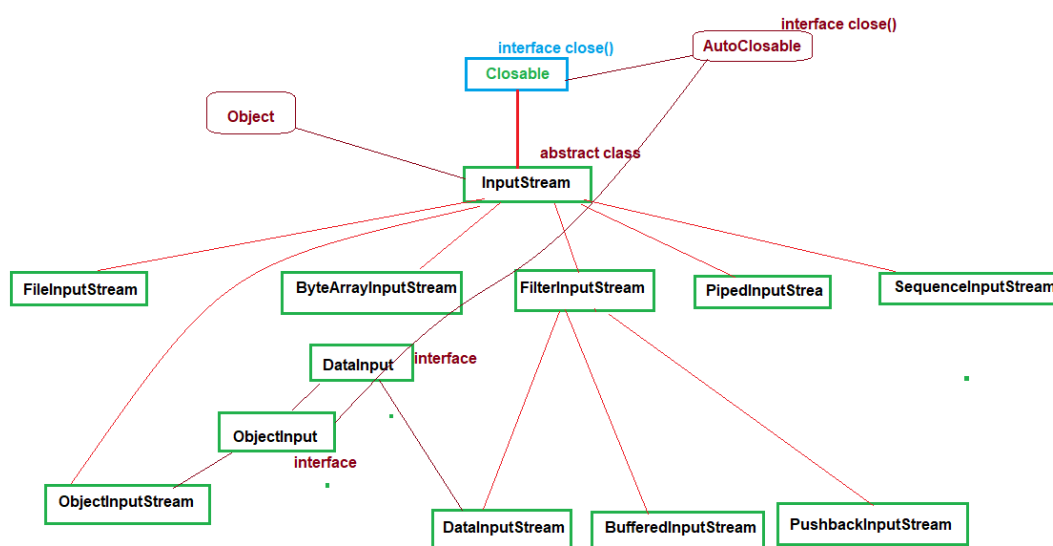 interface close()
AutoClosable
interface close()
Closable
Object
abstract class
InputStream
FileInputStream
ByteArrayInputStream
FilterInputStream
PipedInputStrea
SequenceInputStream
DataInput
interface
ObjectInput
interface
ObjectInputStream
DataInputStream
BufferedInputStream
PushbackInputStream